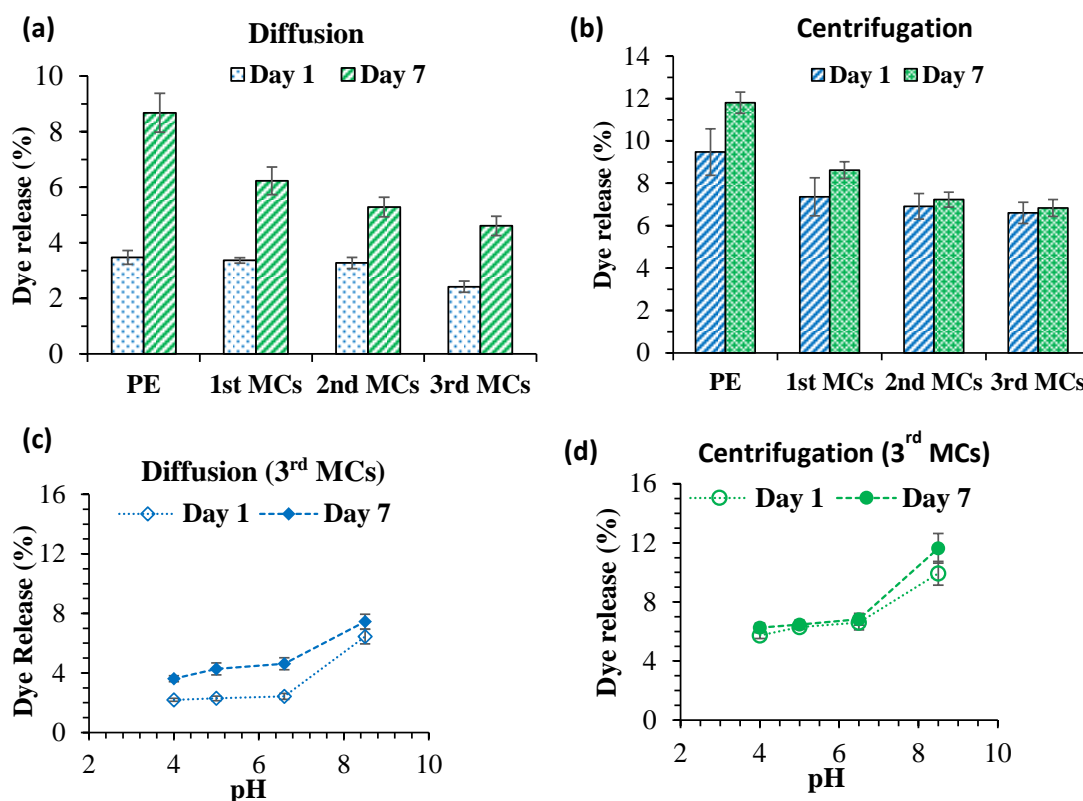 (a)
Diffusion
Day 1 Day 7
Dye release (%)
10
8
6
4
2
0
PE 1st MCs 2nd MCs 3rd MCs
(b)
Centrifugation
Day 1 Day 7
Dye release (%)
14
12
10
8
6
4
2
0
PE 1st MCs 2nd MCs 3rd MCs
(c)
Diffusion (3rd MCs)
Day 1 Day 7
Dye Release (%)
16
12
8
4
0
2 4 6 8 10
pH
(d)
Centrifugation (3rd MCs)
Day 1 Day 7
Dye release (%)
16
12
8
4
0
2 4 6 8 10
pH